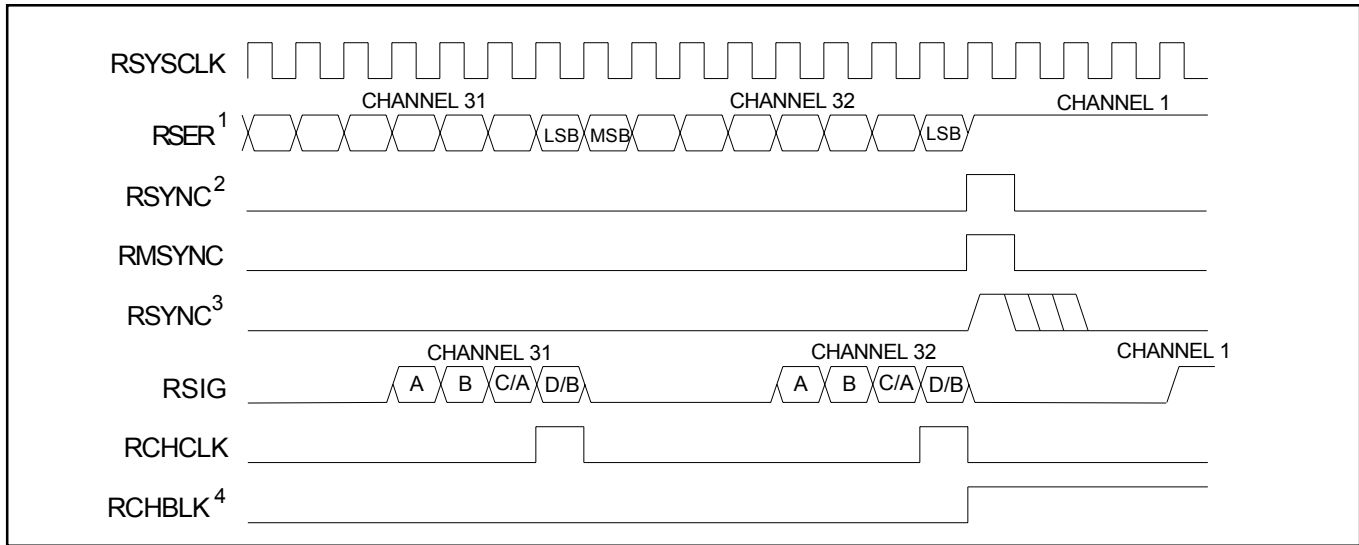 RSYSCLK
CHANNEL 31 CHANNEL 32 CHANNEL 1
RSER1 LSB MSB LSB
RSYNC2
RMSYNC
RSYNC3
CHANNEL 31 CHANNEL 32 CHANNEL 1
RSIG A B C/A D/B A B C/A D/B
RCHCLK
RCHBLK4